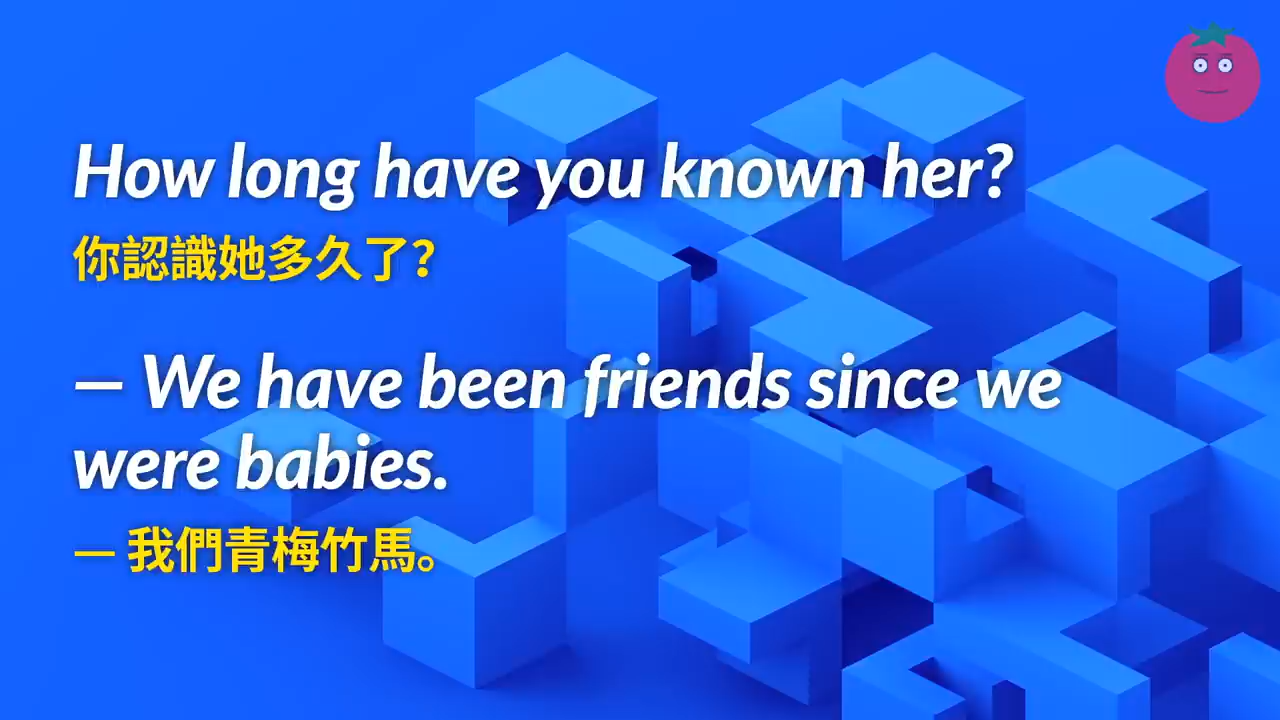 How long have you known her?
你認識她多久了？
— We have been friends since we
were babies.
— 我們青梅竹馬。